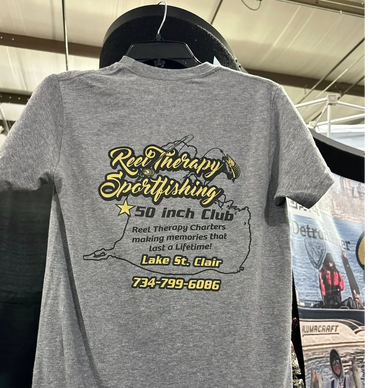 Reel Therapy
Sportfishing
50 inch Club
Reel Therapy Charters
making memories that
last a Lifetime!
Lake St. Clair
734-799-6086